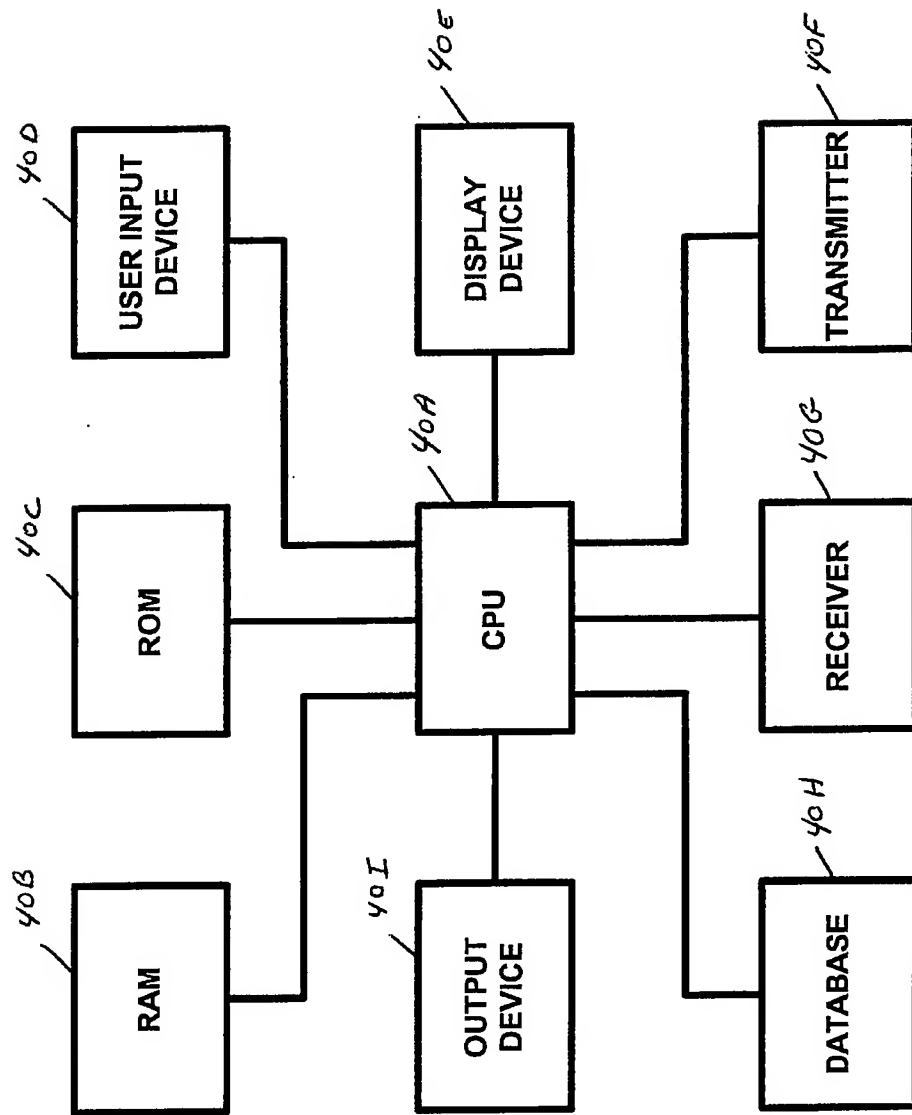 40B
40C
40D
RAM
ROM
USER INPUT
DEVICE
40I
40A
40E
OUTPUT
DEVICE
CPU
DISPLAY
DEVICE
40H
40G
40F
DATABASE
RECEIVER
TRANSMITTER